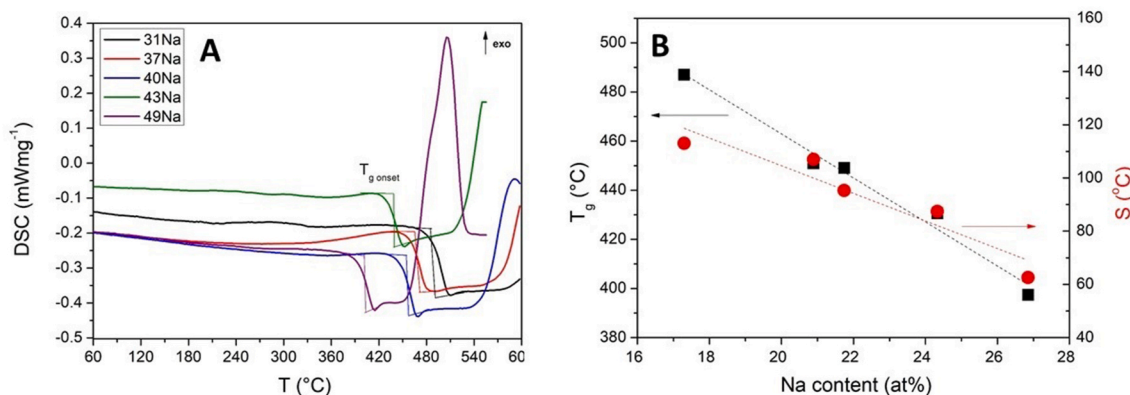 A
exo
31Na
37Na
40Na
43Na
49Na
T g onset
DSC (mWmg-1)
0.4
0.3
0.2
0.1
0.0
-0.1
-0.2
-0.3
-0.4
-0.5
60 120 180 240 300 360 420 480 540 600
T (°C)
B
Tg (°C)
500
480
460
440
420
400
380
160
140
120
100
80
60
40
S (°C)
16 18 20 22 24 26 28
Na content (at%)